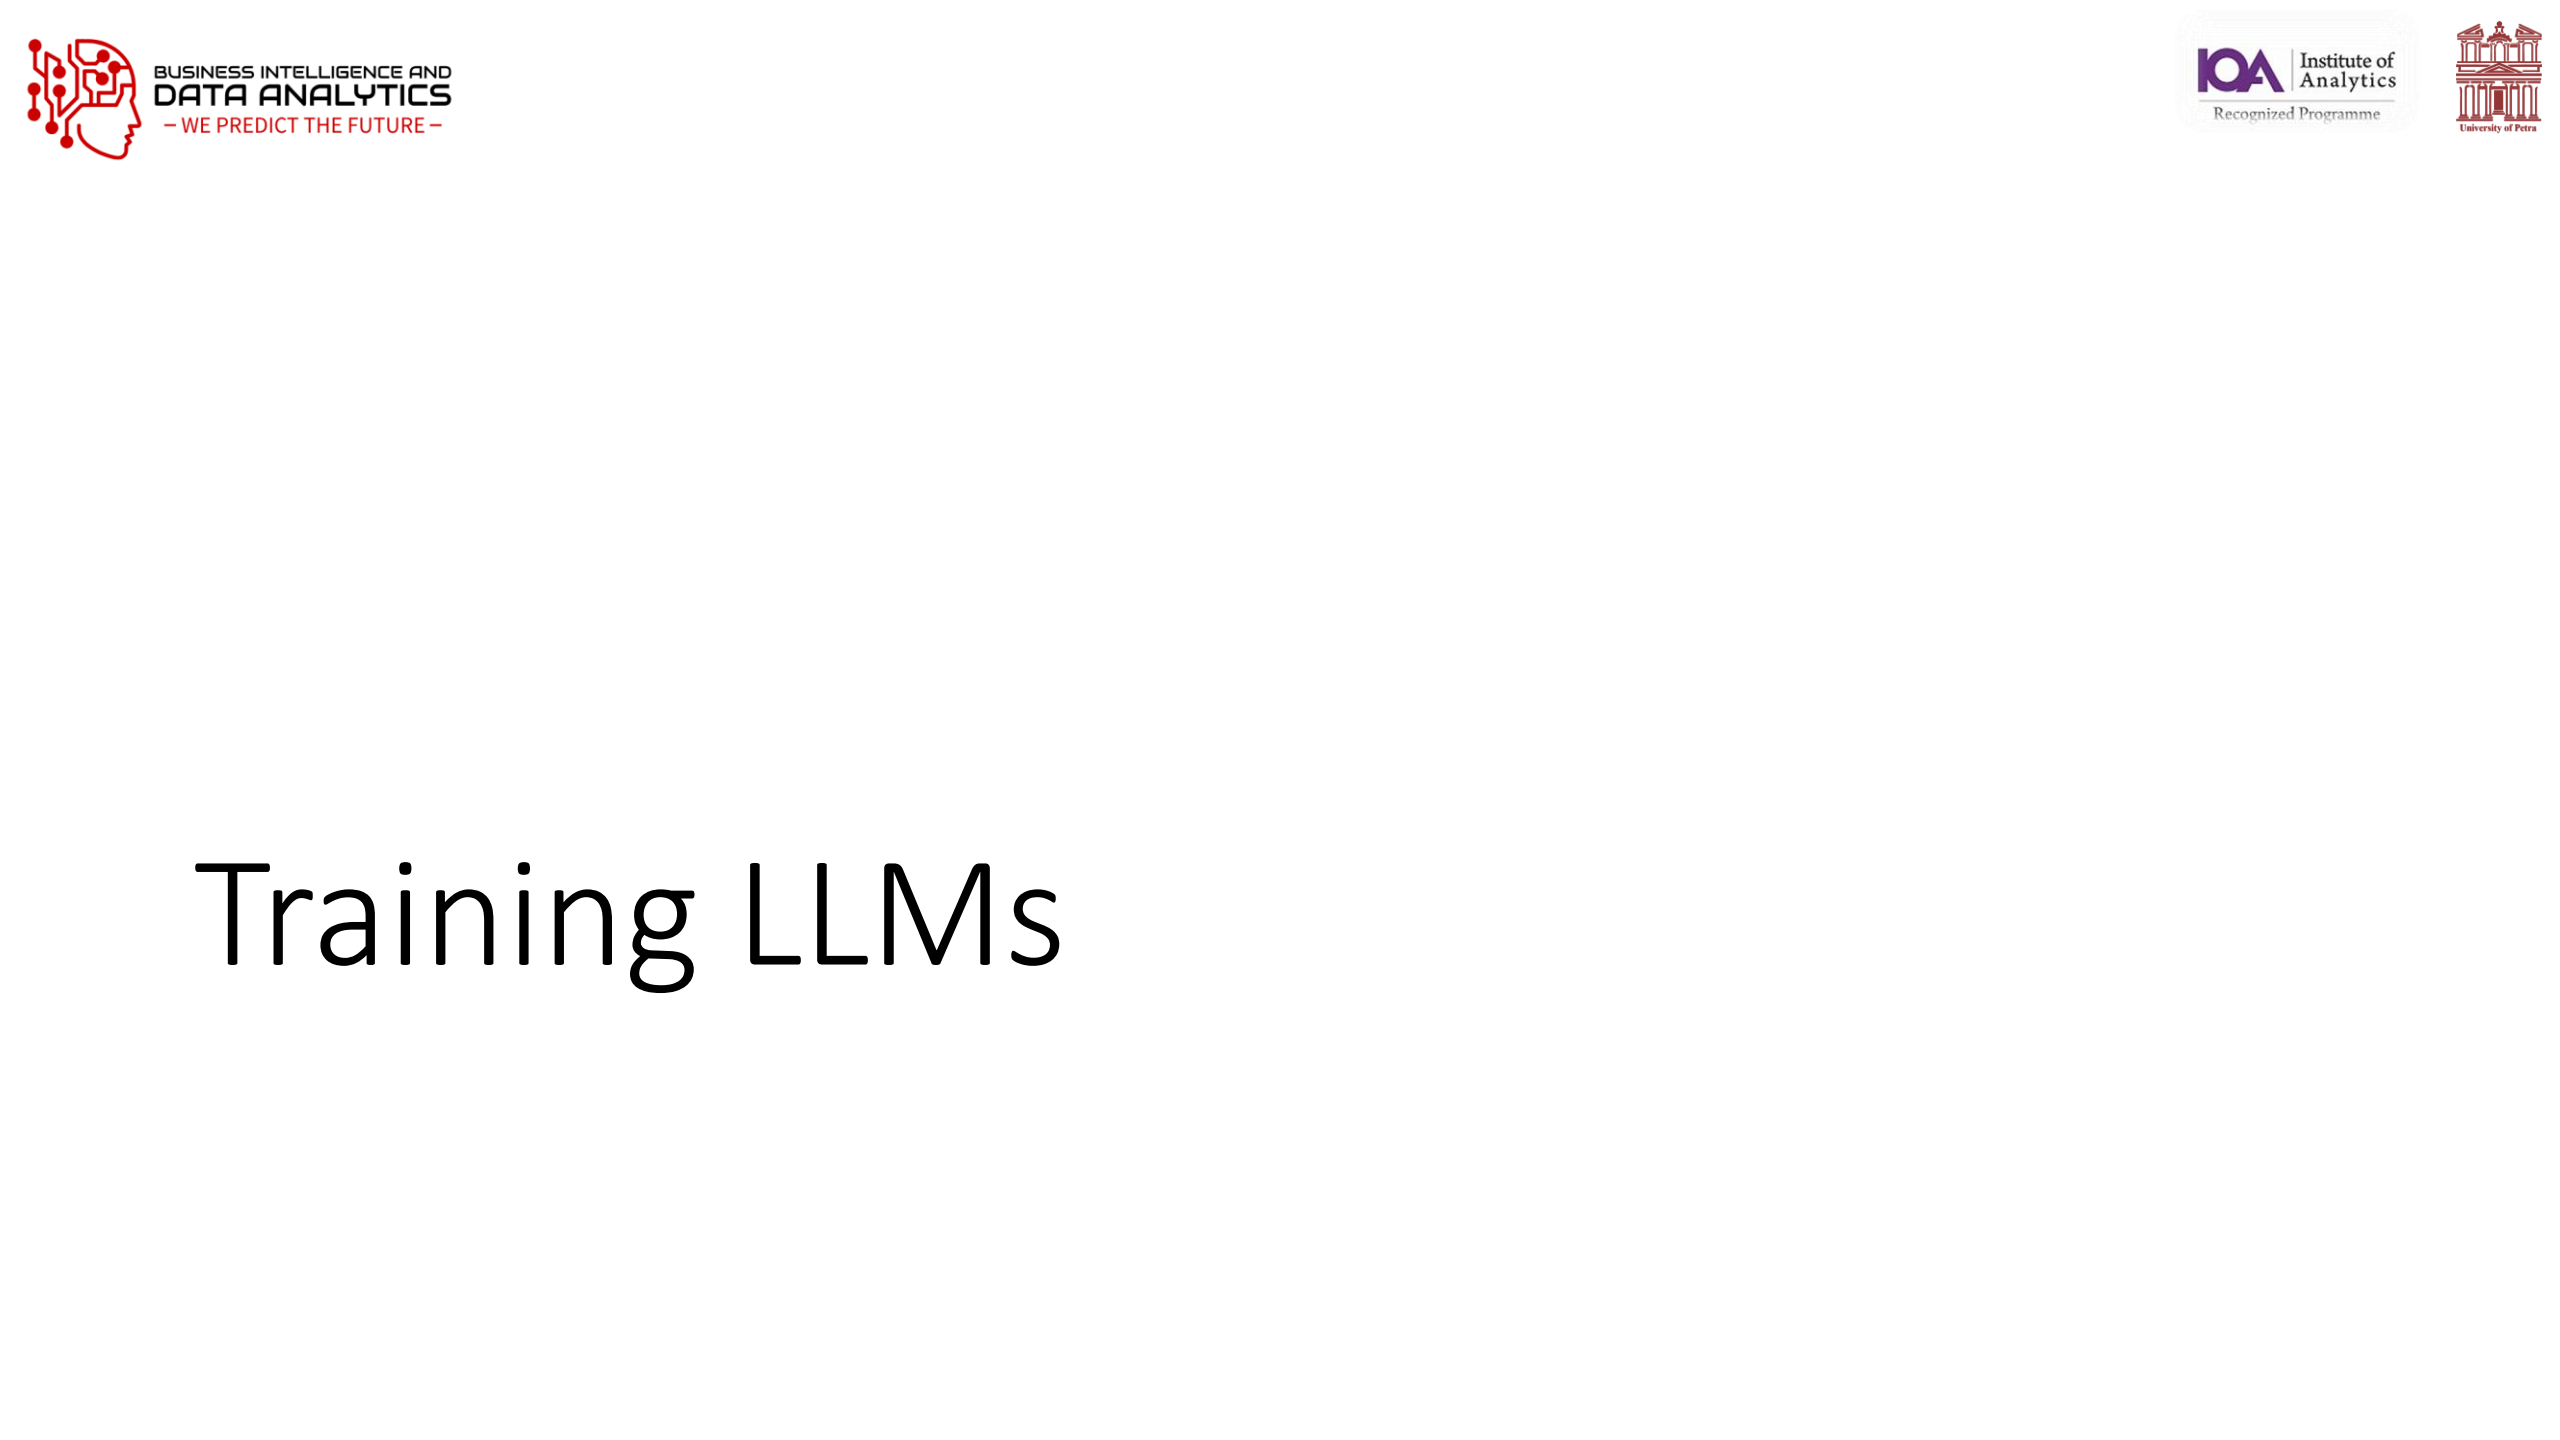 BUSINESS INTELLIGENCE AND
DATA ANALYTICS
– WE PREDICT THE FUTURE –
IOA
Institute of
Analytics
Recognized Programme
University of Petra
Training LLMs